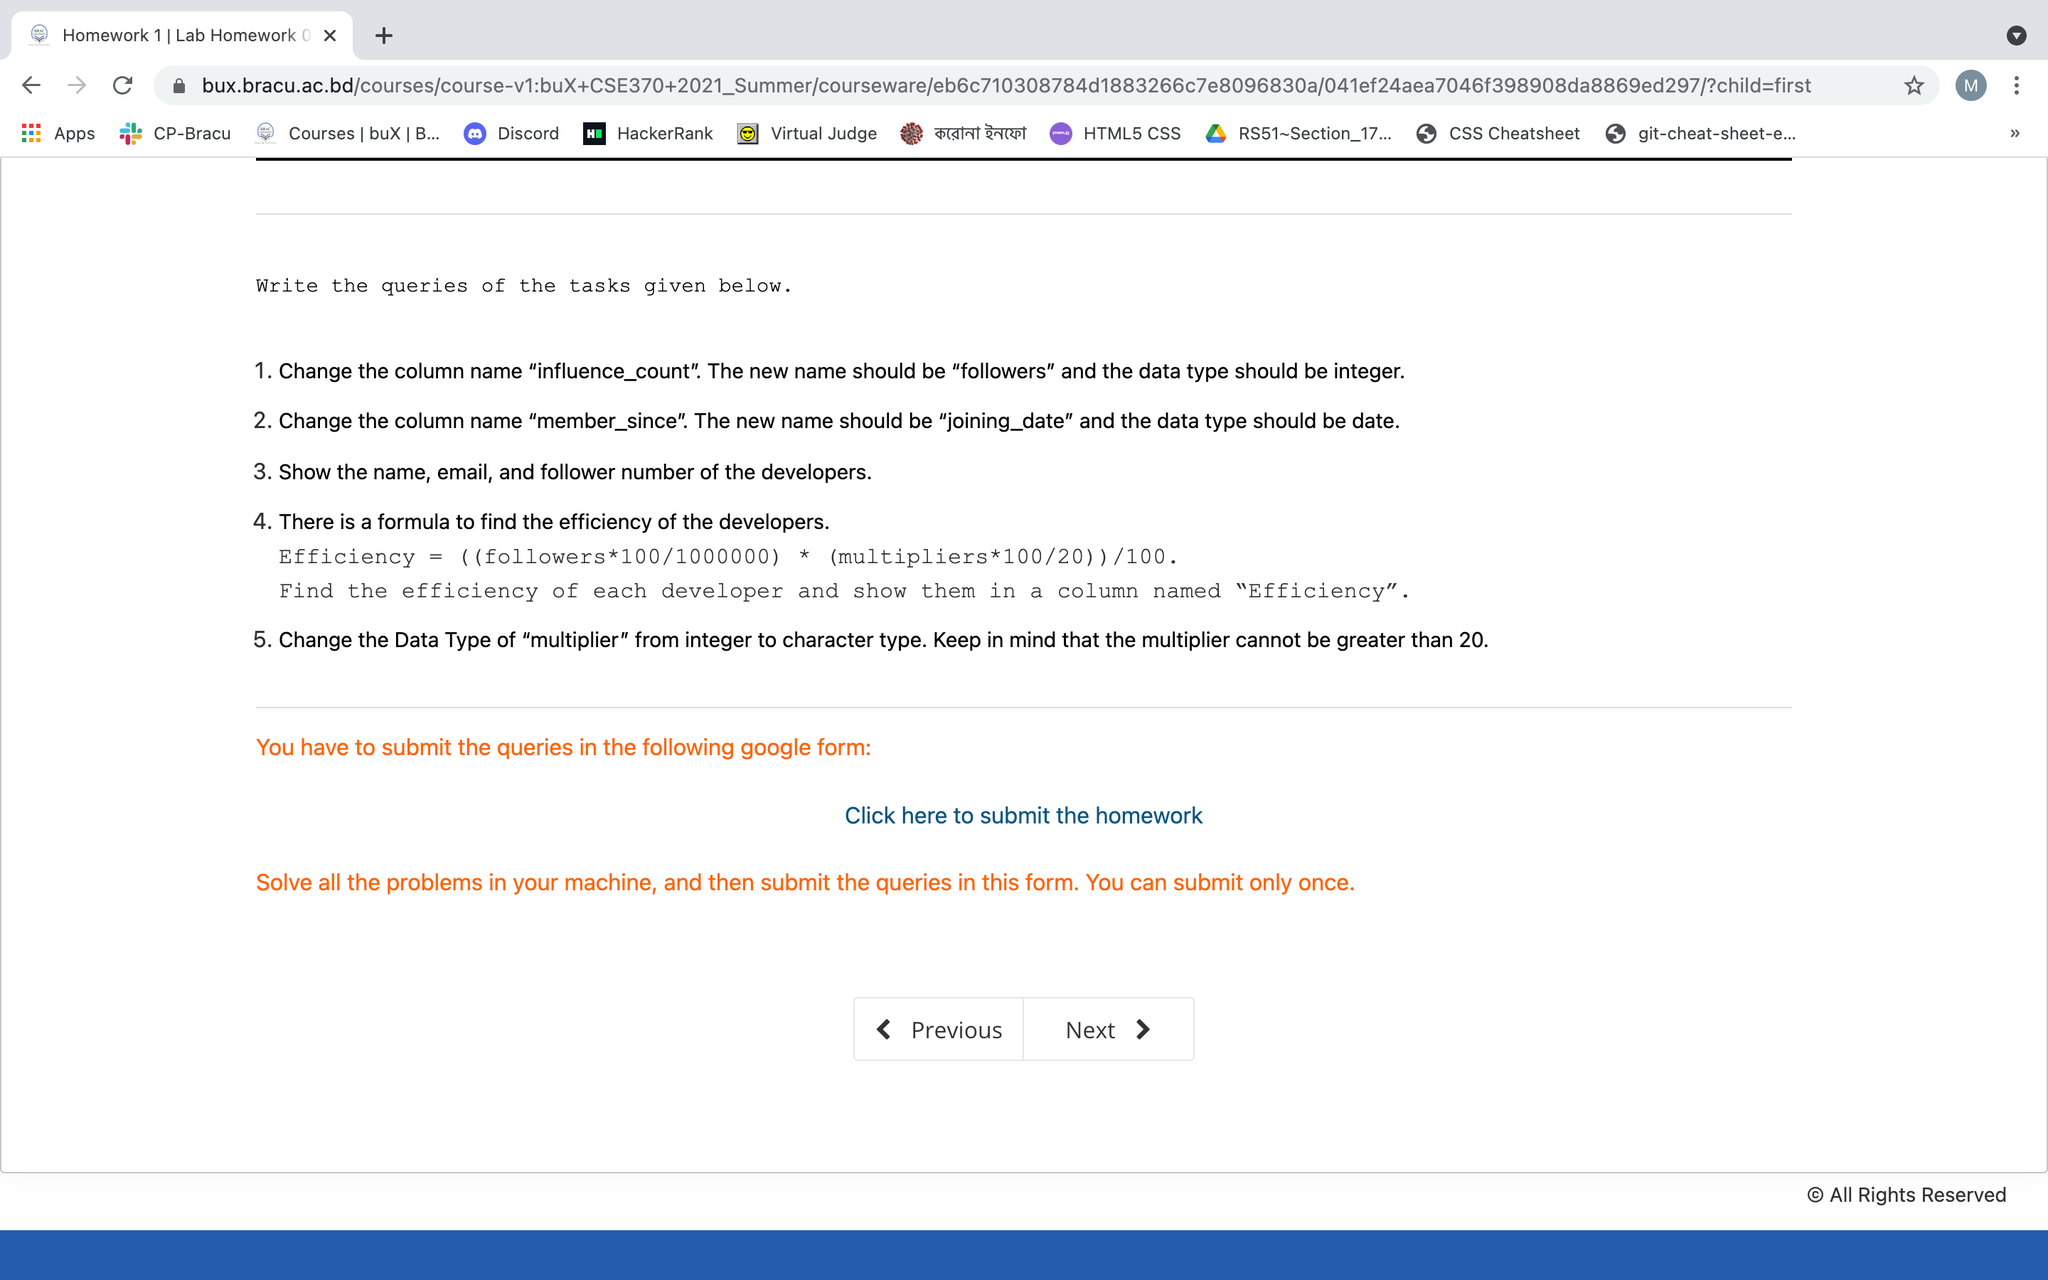 Homework 1 | Lab Homework 0
bux.bracu.ac.bd/courses/course-v1:buX+CSE370+2021_Summer/courseware/eb6c710308784d1883266c7e8096830a/041ef24aea7046f398908da8869ed297/?child=first
M
Apps CP-Bracu Courses | buX | B... Discord HackerRank Virtual Judge করোনা ইনফো HTML5 CSS RS51~Section_17... CSS Cheatsheet git-cheat-sheet-e... »
Write the queries of the tasks given below.
1. Change the column name “influence_count”. The new name should be “followers” and the data type should be integer.
2. Change the column name “member_since”. The new name should be “joining_date” and the data type should be date.
3. Show the name, email, and follower number of the developers.
4. There is a formula to find the efficiency of the developers.
Efficiency = ((followers*100/1000000) * (multipliers*100/20))/100.
Find the efficiency of each developer and show them in a column named “Efficiency”.
5. Change the Data Type of “multiplier” from integer to character type. Keep in mind that the multiplier cannot be greater than 20.
You have to submit the queries in the following google form:
Click here to submit the homework
Solve all the problems in your machine, and then submit the queries in this form. You can submit only once.
Previous Next
© All Rights Reserved